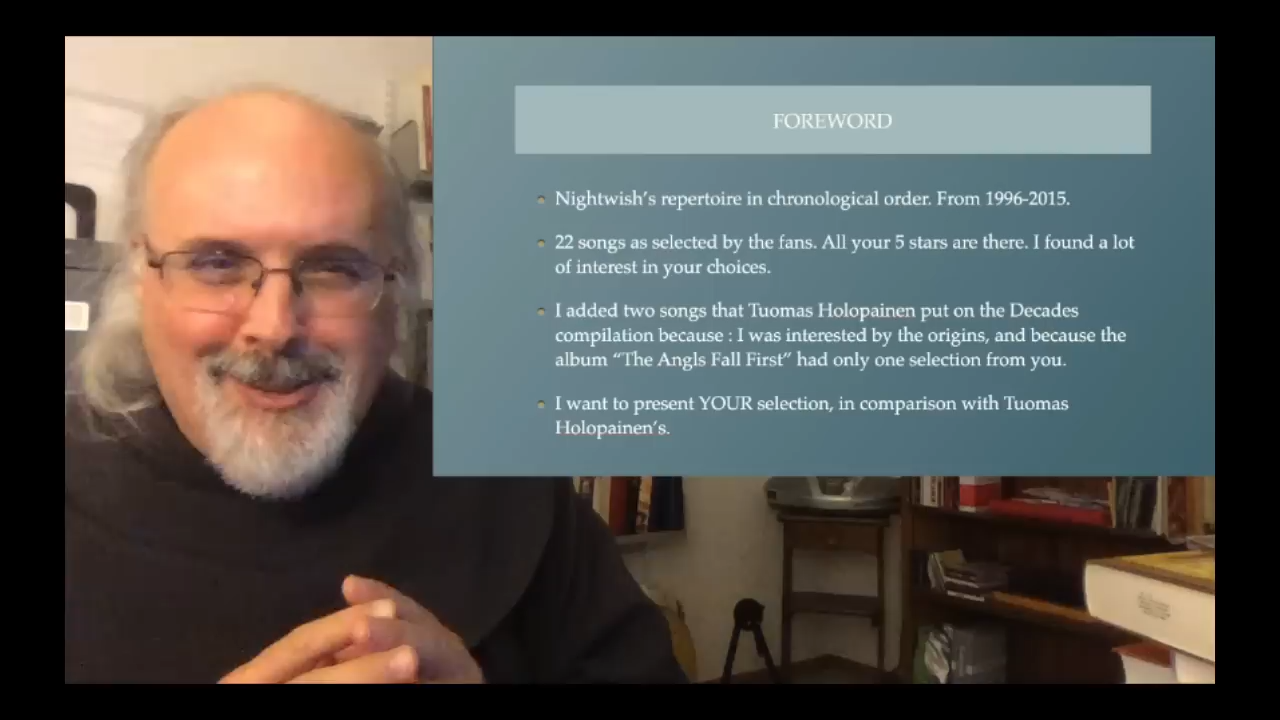 FOREWORD
Nightwish's repertoire in chronological order. From 1996-2015.
22 songs as selected by the fans. All your 5 stars are there. I found a lot
of interest in your choices.
I added two songs that Tuomas Holopainen put on the Decades
compilation because : I was interested by the origins, and because the
album “The Angls Fall First” had only one selection from you.
I want to present YOUR selection, in comparison with Tuomas
Holopainen's.